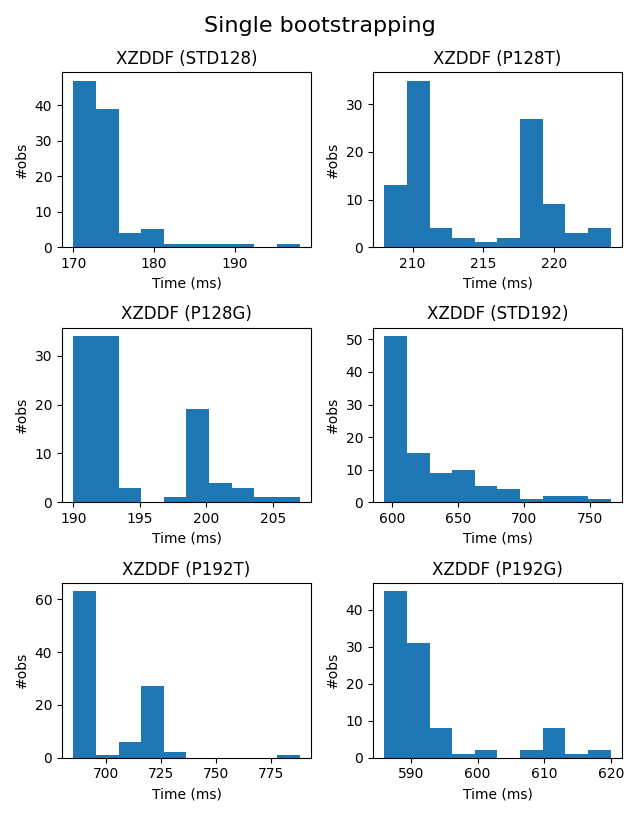 Single bootstrapping
XZDDF (STD128)
#obs
40
30
20
10
0
170 180 190
Time (ms)
XZDDF (P128T)
#obs
30
20
10
0
210 215 220
Time (ms)
XZDDF (P128G)
#obs
30
20
10
0
190 195 200 205
Time (ms)
XZDDF (STD192)
#obs
50
40
30
20
10
0
600 650 700 750
Time (ms)
XZDDF (P192T)
#obs
60
40
20
0
700 725 750 775
Time (ms)
XZDDF (P192G)
#obs
40
30
20
10
0
590 600 610 620
Time (ms)